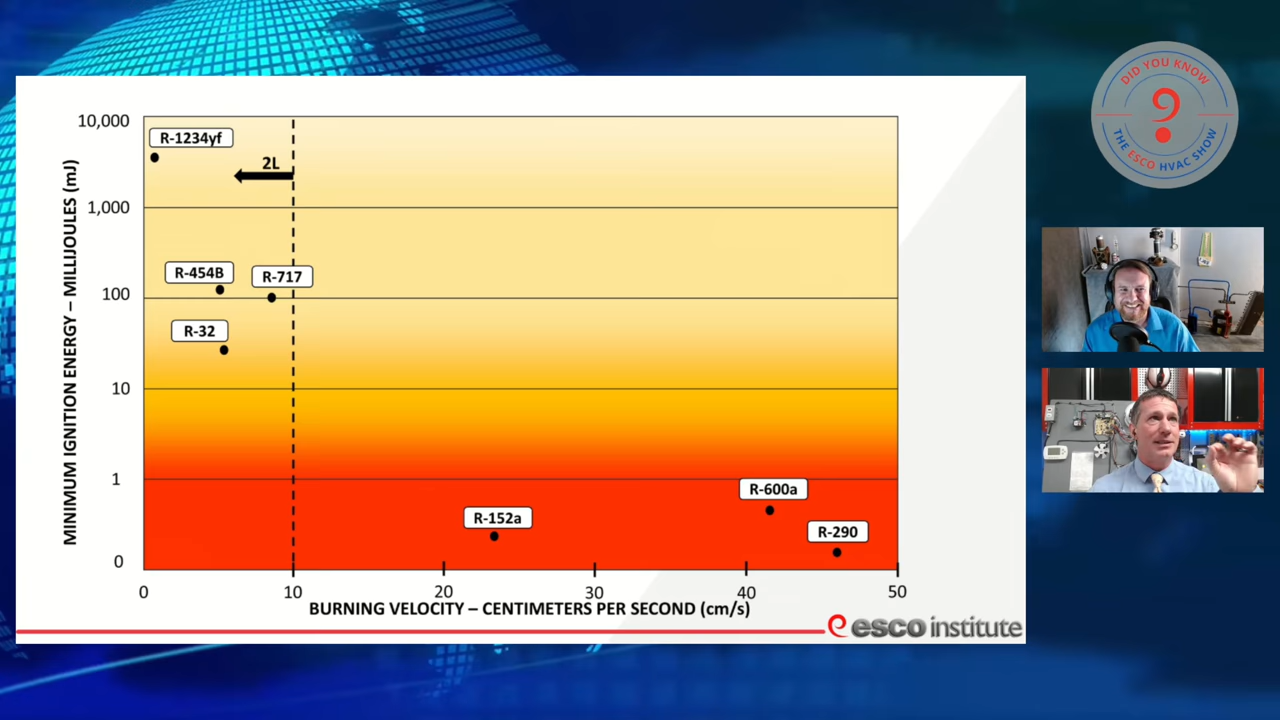 DID YOU KNOW
?
THE ESCO HVAC SHOW
MINIMUM IGNITION ENERGY – MILLIJOULES (mJ)
10,000
1,000
100
10
1
0
R-1234yf
2L
R-454B
R-717
R-32
R-600a
R-152a
R-290
0 10 20 30 40 50
BURNING VELOCITY – CENTIMETERS PER SECOND (cm/s)
esco institute